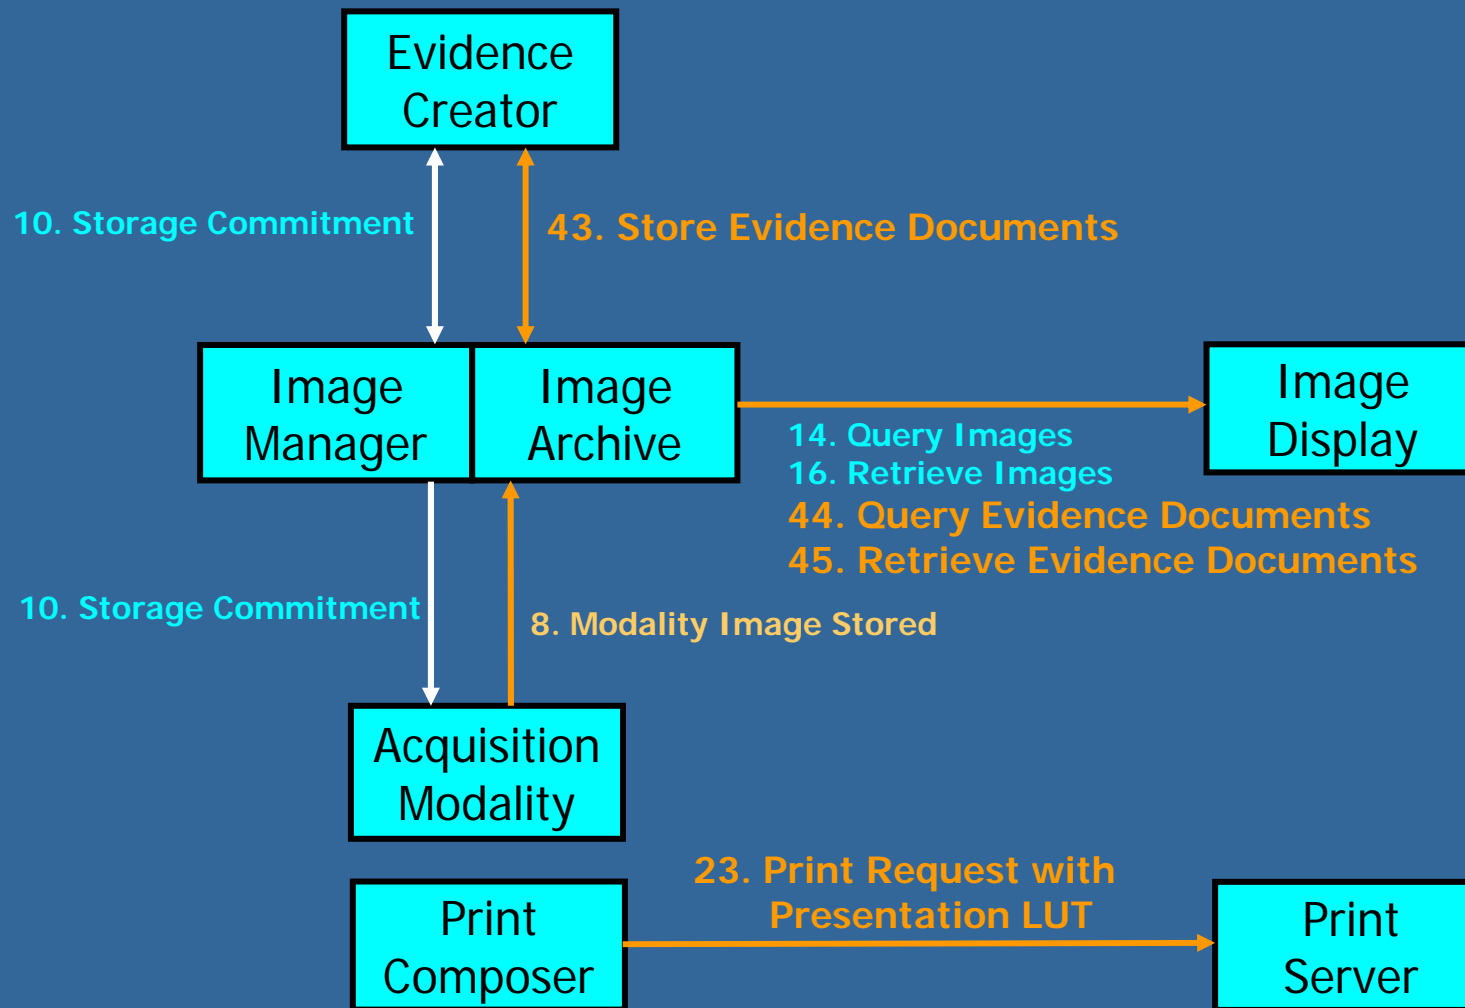 Evidence
Creator
10. Storage Commitment
43. Store Evidence Documents
Image
Manager
Image
Archive
Image
Display
14. Query Images
16. Retrieve Images
44. Query Evidence Documents
45. Retrieve Evidence Documents
10. Storage Commitment
8. Modality Image Stored
Acquisition
Modality
23. Print Request with
Presentation LUT
Print
Composer
Print
Server